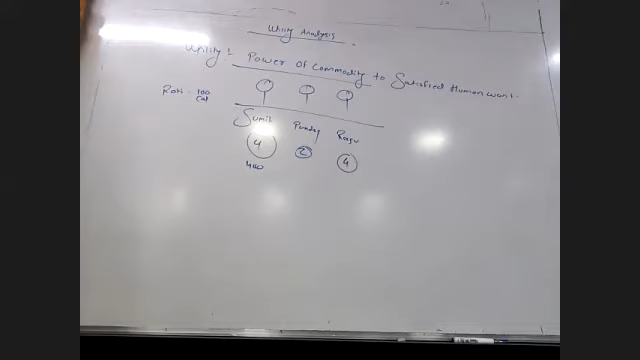 Utility Analysis
Utility : Power Of Commodity to Satisfied Human want.
Roti - 100 Cal
Sumit Pandey Raju
4 2 4
400